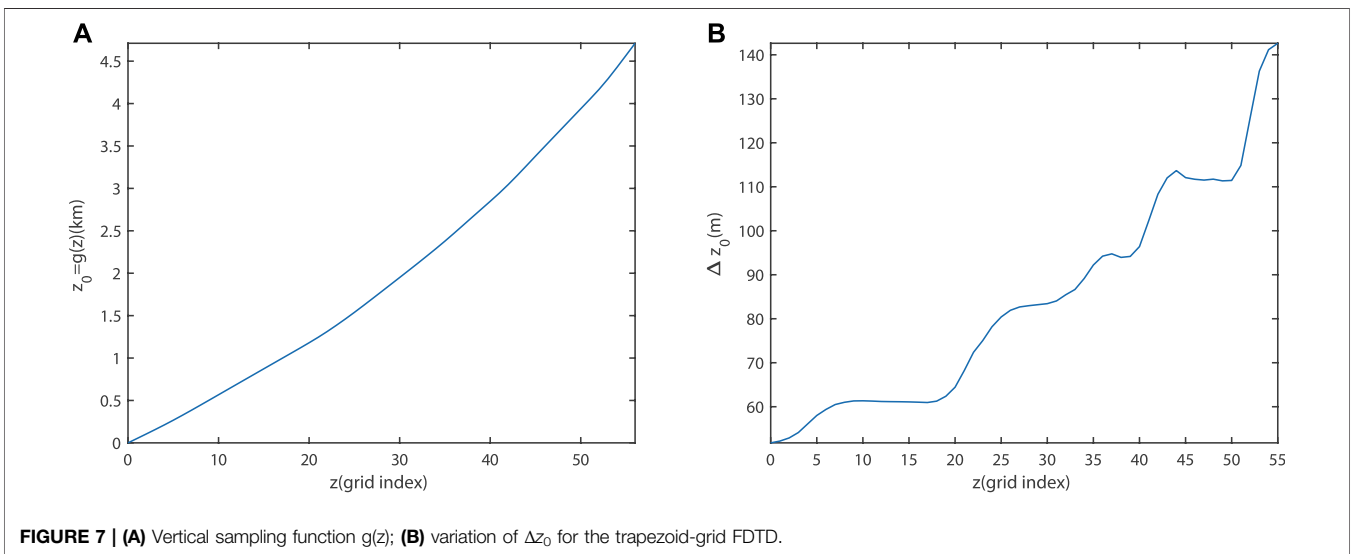 A
4.5
4
3.5
3
2.5
2
1.5
1
0.5
0
z0=g(z)(km)
0 10 20 30 40 50
z(grid index)
B
140
130
120
110
100
90
80
70
60
Δ z0(m)
0 5 10 15 20 25 30 35 40 45 50 55
z(grid index)
FIGURE 7 | (A) Vertical sampling function g(z); (B) variation of Δz0 for the trapezoid-grid FDTD.